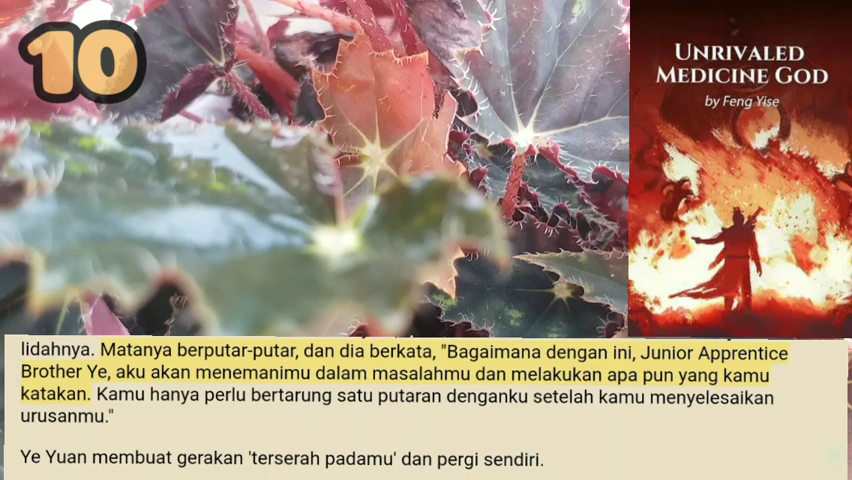 10
UNRIVALED
MEDICINE GOD
by Feng Yise
lidahnya. Matanya berputar-putar, dan dia berkata, "Bagaimana dengan ini, Junior Apprentice
Brother Ye, aku akan menemanimu dalam masalahmu dan melakukan apa pun yang kamu
katakan. Kamu hanya perlu bertarung satu putaran denganku setelah kamu menyelesaikan
urusanmu."
Ye Yuan membuat gerakan 'terserah padamu' dan pergi sendiri.